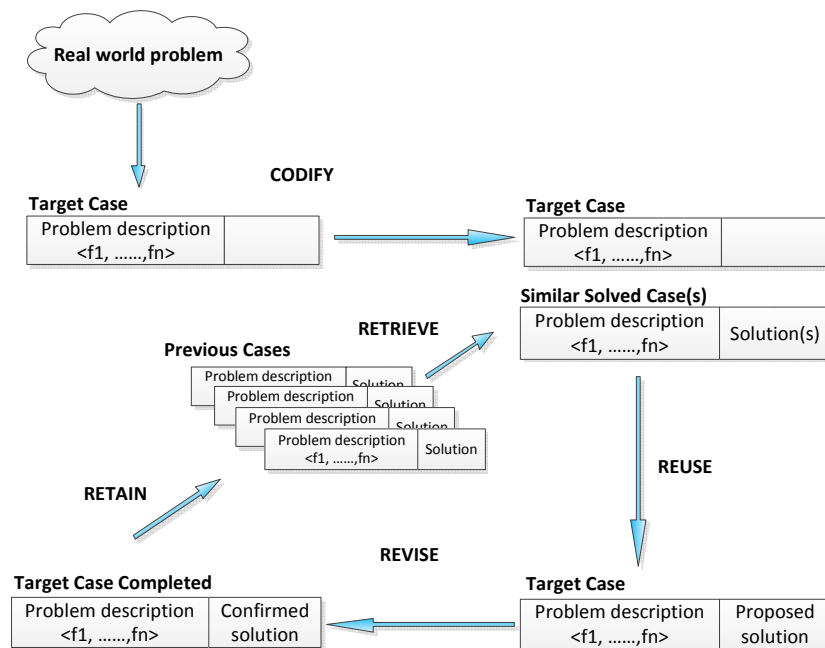 Real world problem
CODIFY
Target Case
Problem description
<f1, ……,fn>
Target Case
Problem description
<f1, ……,fn>
Similar Solved Case(s)
Problem description
<f1, ……,fn>
Solution(s)
RETRIEVE
Previous Cases
Problem description
Solution
Problem description
Solution
Problem description
Solution
Problem description
<f1, ……,fn>
Solution
REUSE
RETAIN
REVISE
Target Case Completed
Problem description
<f1, ……,fn>
Confirmed
solution
Target Case
Problem description
<f1, ……,fn>
Proposed
solution